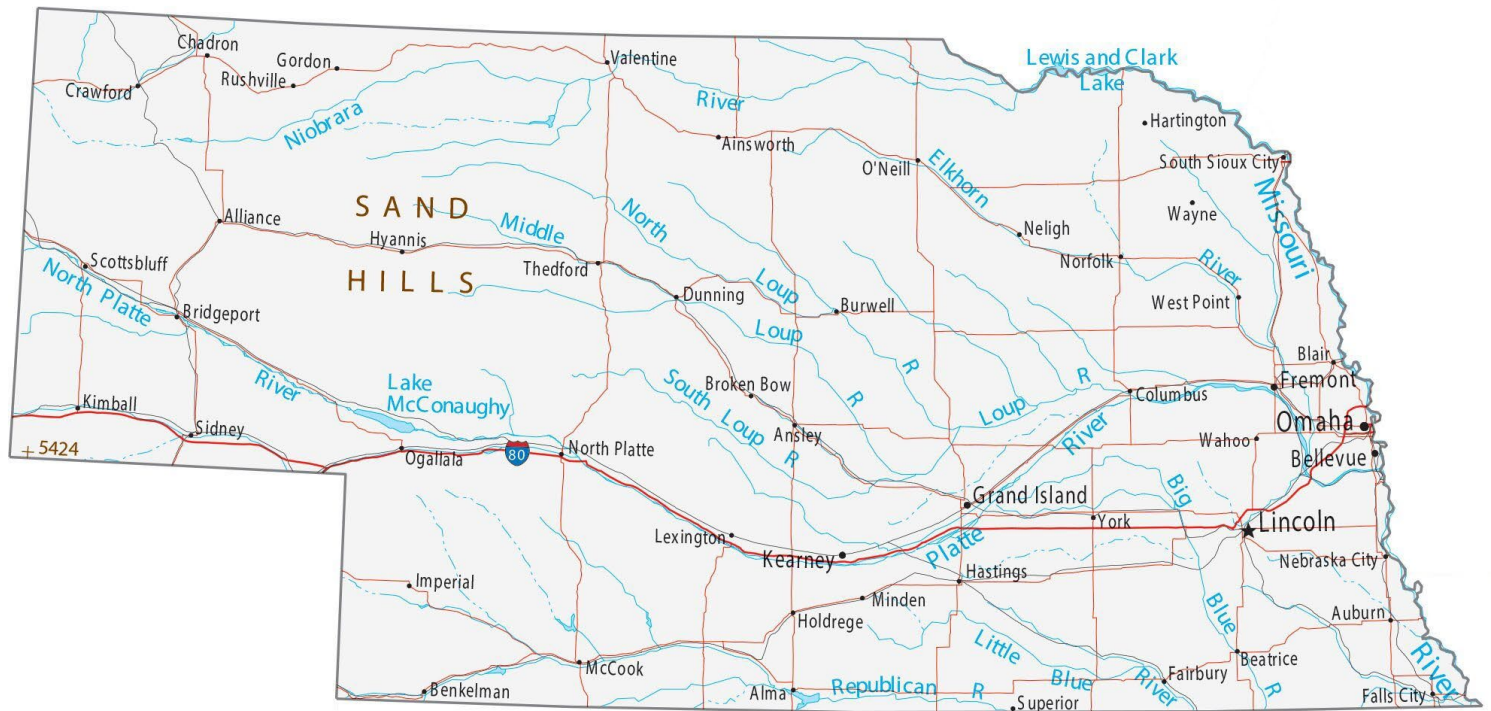 Chadron
Gordon
Rushville
Crawford
Valentine
Lewis and Clark
Lake
Niobrara
River
Ainsworth
Hartington
O'Neill
Elkhorn
South Sioux City
Missouri
SAND
HILLS
Alliance
Hyannis
Middle
North
Wayne
Neligh
Thedford
Norfolk
River
Scottsbluff
North Platte
Bridgeport
Dunning
Loup
Burwell
West Point
Loup
R
R
Blair
River
Lake
McConaughy
South Loup
R
Broken Bow
Loup
R
Columbus
Fremont
Kimball
Sidney
Ansley
River
Omaha
Wahoo
Bellevue
5424
Ogallala
80
North Platte
Big
Grand Island
York
Lincoln
Lexington
Kearney
Platte
Nebraska City
Imperial
Hastings
Minden
Holdrege
Blue
Auburn
Little
Blue
River
McCook
Fairbury
Beatrice
R
River
Benkelman
Alma
Republican
R
Superior
Falls City